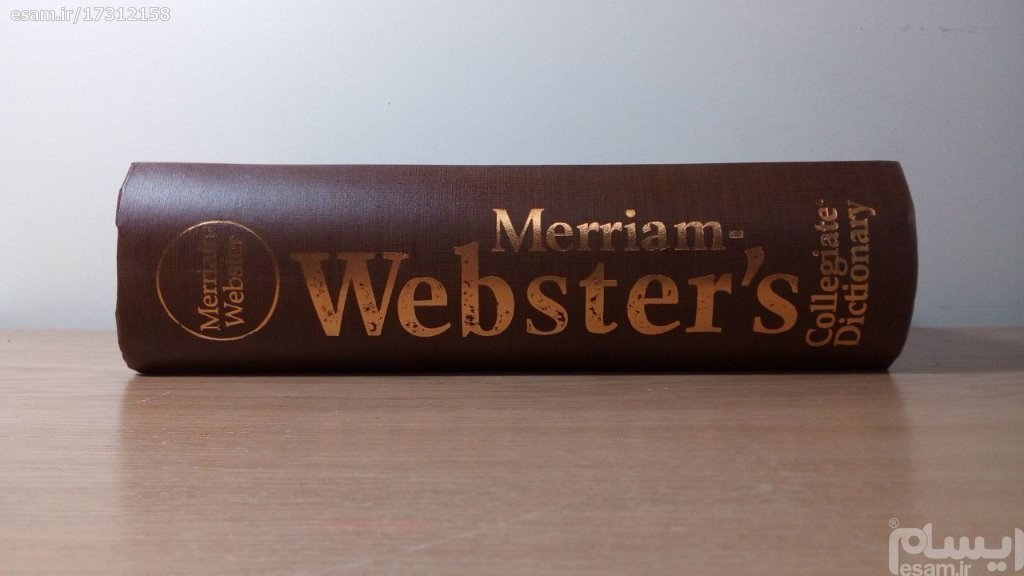 esam.ir/17312158
Merriam-
Webster
Merriam-
Webster's
Collegiate®
Dictionary
ایسام®
esam.ir